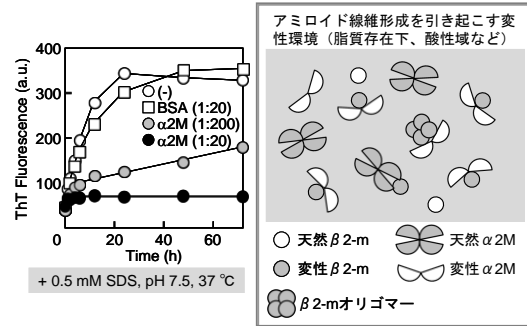 400
300
200
100
0
ThT Fluorescence (a.u.)
(-)
BSA (1:20)
α2M (1:200)
α2M (1:20)
0 20 40 60
Time (h)
+ 0.5 mM SDS, pH 7.5, 37 ℃
アミロイド線維形成を引き起こす変
性環境（脂質存在下、酸性域など）
天然β2-m
天然α2M
変性β2-m
変性α2M
β2-mオリゴマー